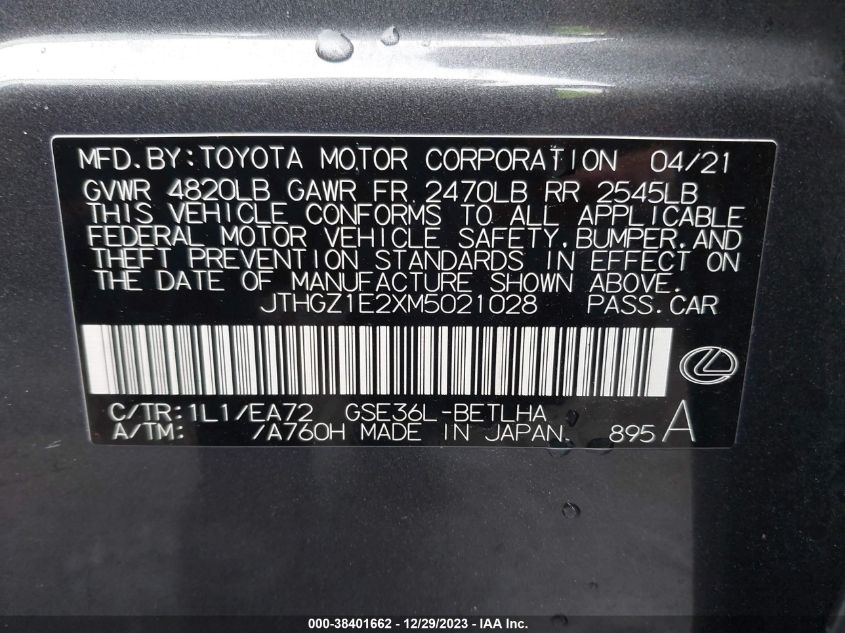 MFD.BY:TOYOTA MOTOR CORPORATION 04/21
GVWR 4820LB GAWR FR 2470LB RR 2545LB
THIS VEHICLE CONFORMS TO ALL APPLICABLE
FEDERAL MOTOR VEHICLE SAFETY,BUMPER,AND
THEFT PREVENTION STANDARDS IN EFFECT ON
THE DATE OF MANUFACTURE SHOWN ABOVE.
JTHGZ1E2XM5021028 PASS.CAR
C/TR:1L1/EA72 GSE36L-BETLHA
A/TM: /A760H MADE IN JAPAN 895 A
000-38401662 - 12/29/2023 - IAA Inc.